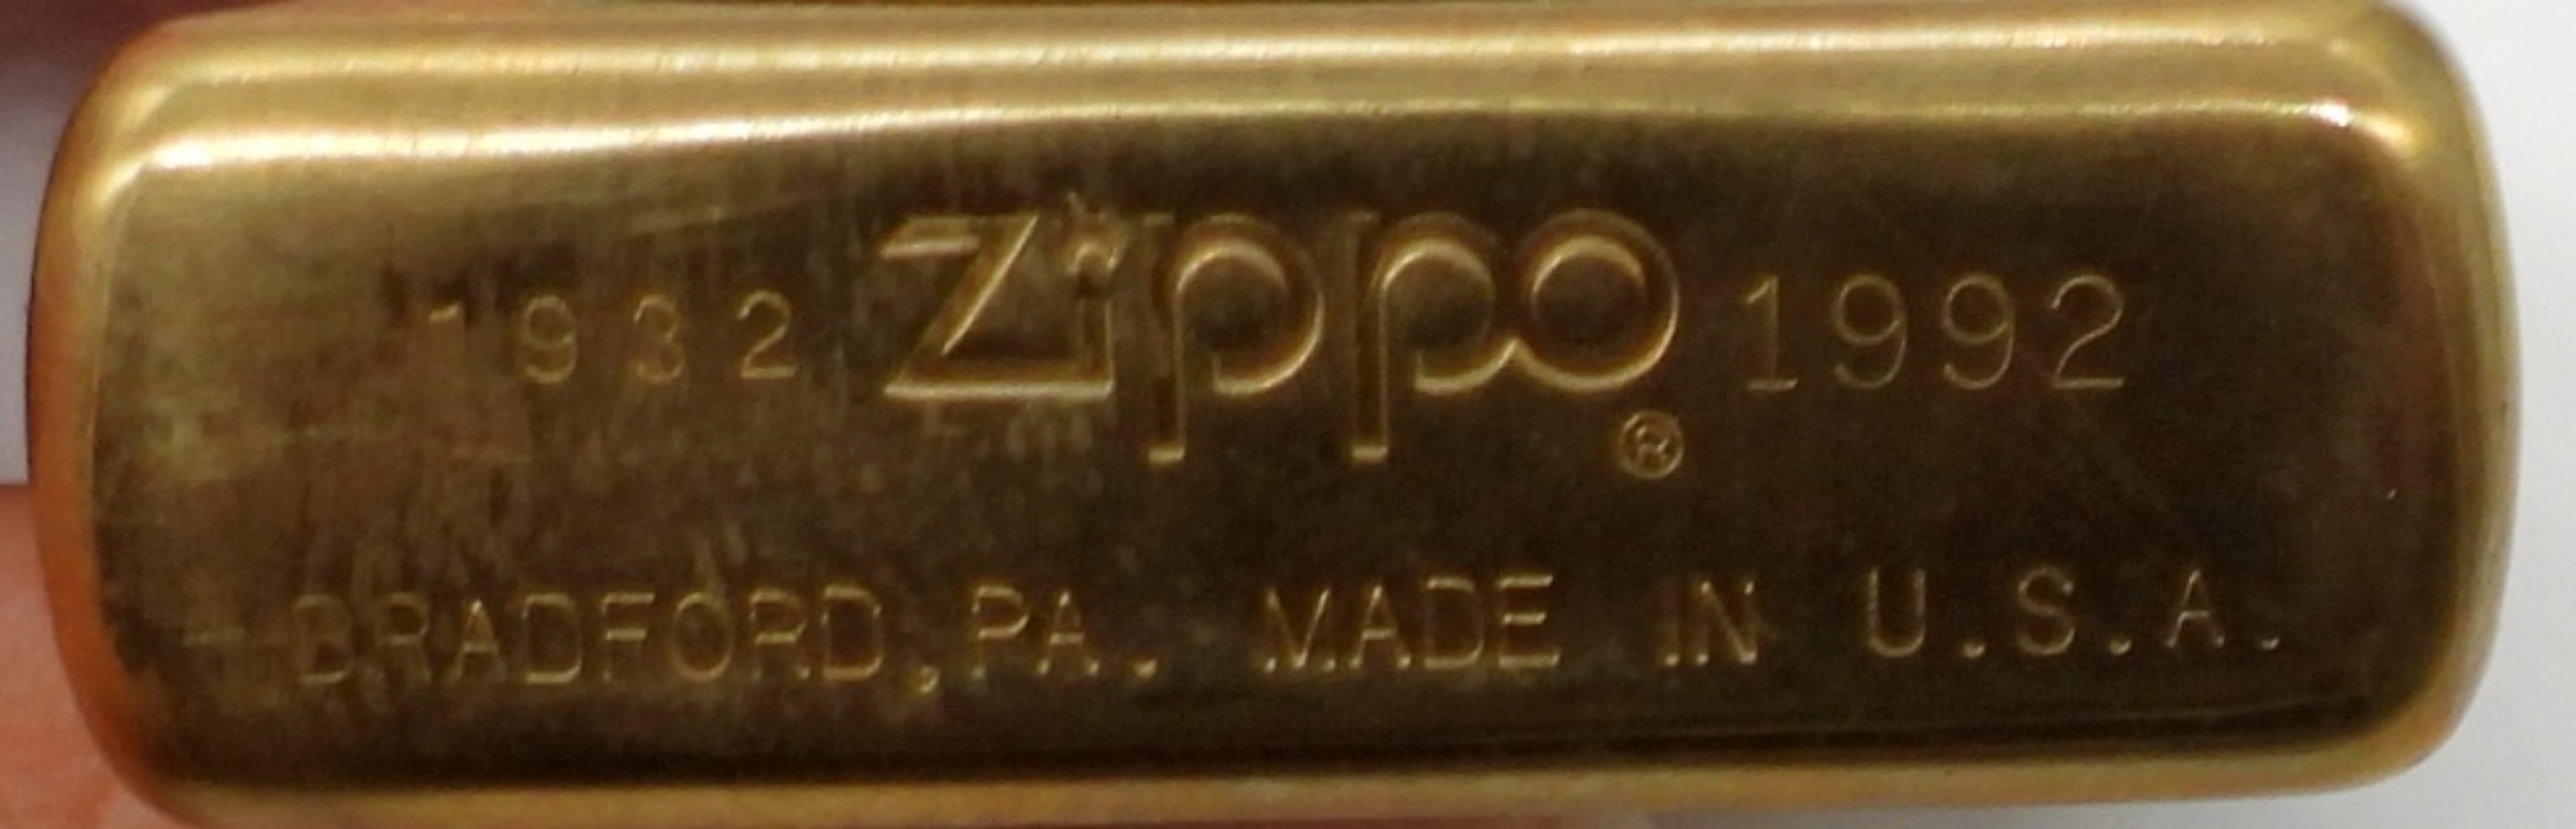 1932 Zippo® 1992
BRADFORD,PA. MADE IN U.S.A.